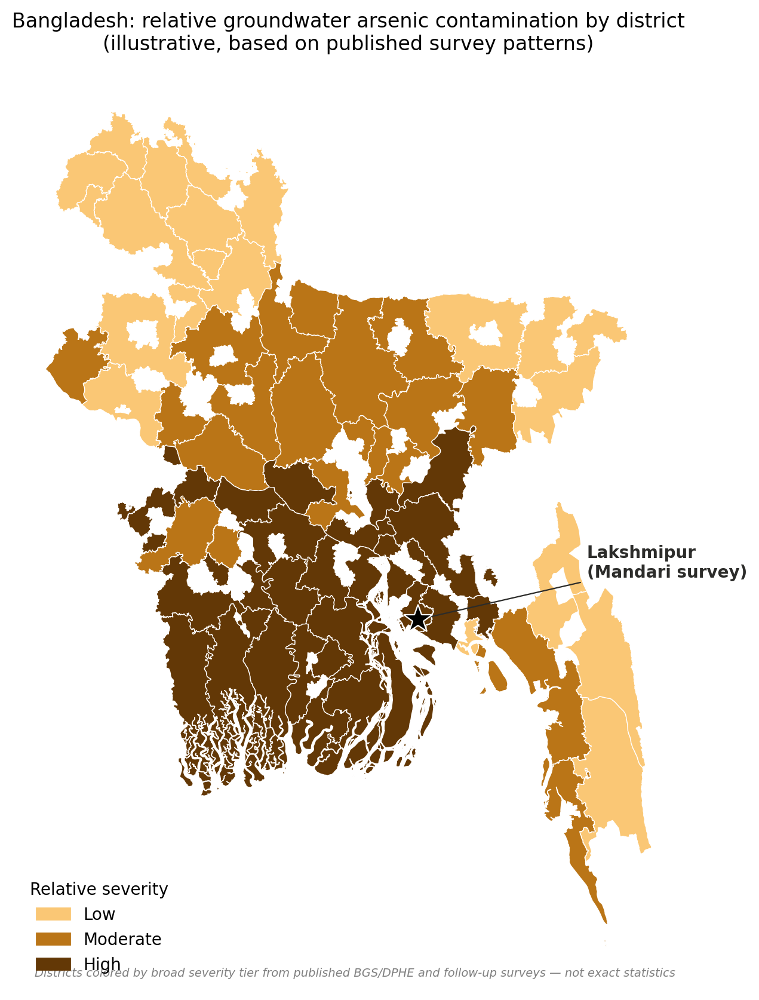 Bangladesh: relative groundwater arsenic contamination by district
(illustrative, based on published survey patterns)
Lakshmipur
(Mandari survey)
Relative severity
Low
Moderate
High
Districts colored by broad severity tier from published BGS/DPHE and follow-up surveys — not exact statistics